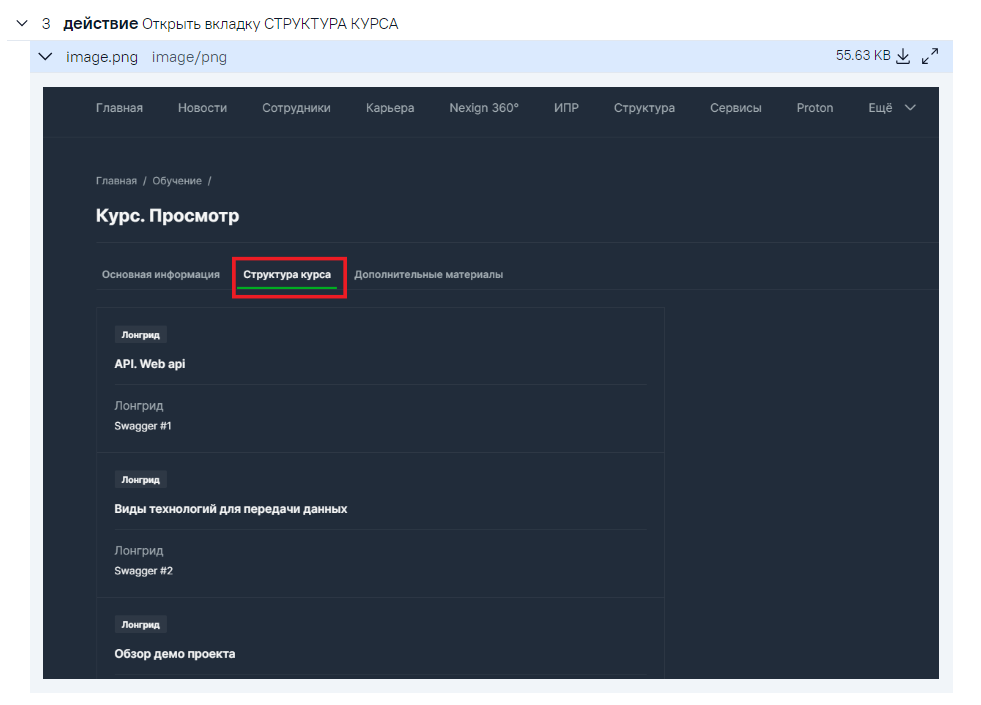 3 действие Открыть вкладку СТРУКТУРА КУРСА
image.png image/png 55.63 KB
Главная Новости Сотрудники Карьера Nexign 360° ИПР Структура Сервисы Proton Ещё
Главная / Обучение /
Курс. Просмотр
Основная информация Структура курса Дополнительные материалы
Лонгрид
API. Web api
Лонгрид
Swagger #1
Лонгрид
Виды технологий для передачи данных
Лонгрид
Swagger #2
Лонгрид
Обзор демо проекта